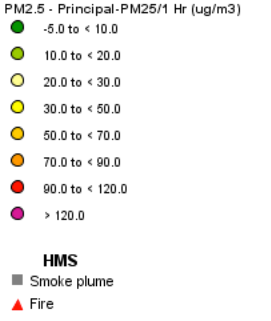 PM2.5 - Principal-PM25/1 Hr (ug/m3)
-5.0 to < 10.0
10.0 to < 20.0
20.0 to < 30.0
30.0 to < 50.0
50.0 to < 70.0
70.0 to < 90.0
90.0 to < 120.0
> 120.0
HMS
Smoke plume
Fire